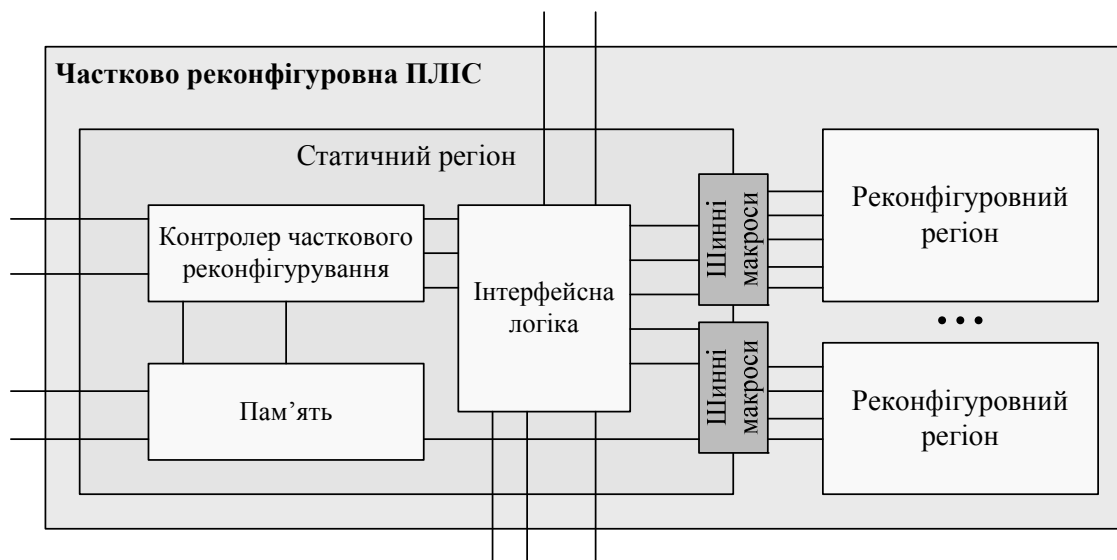 Частково реконфігуровна ПЛІС
Статичний регіон
Контролер часткового
реконфігурування
Пам’ять
Інтерфейсна
логіка
Шинні
макроси
Шинні
макроси
Реконфігуровний
регіон
•••
Реконфігуровний
регіон